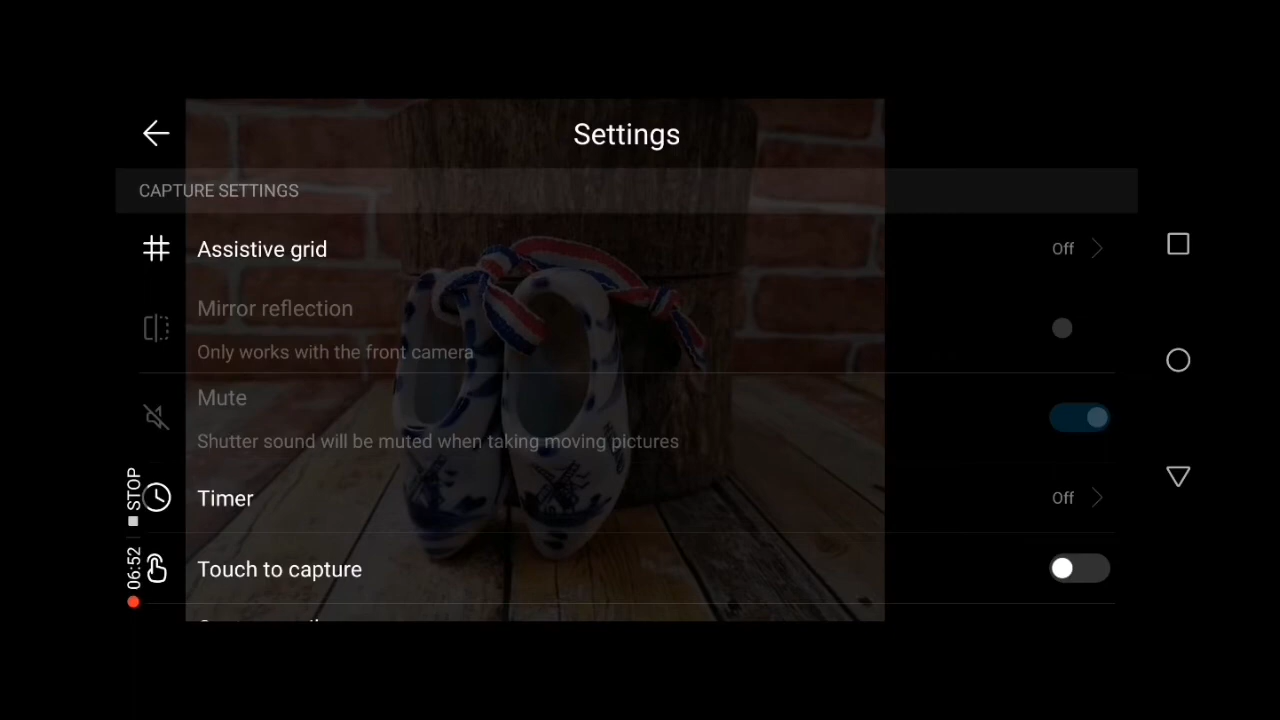 Settings
CAPTURE SETTINGS
Assistive grid
Off
Mirror reflection
Only works with the front camera
Mute
Shutter sound will be muted when taking moving pictures
Timer
Off
Touch to capture
STOP
06:52